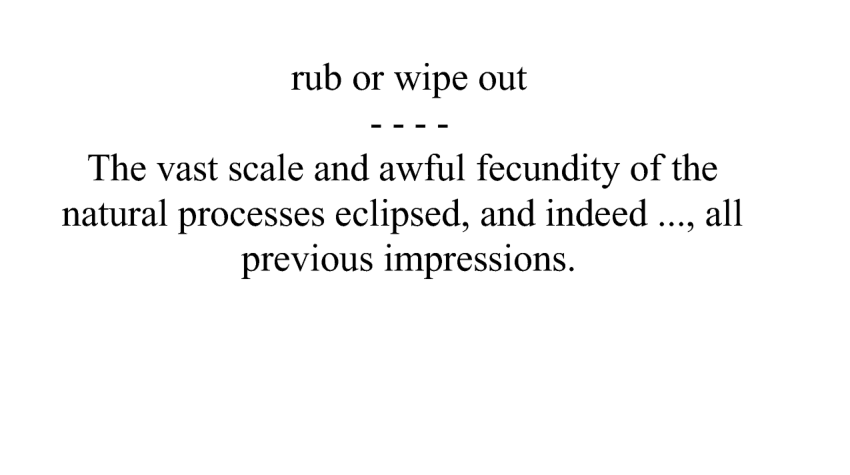 rub or wipe out
- - - -
The vast scale and awful fecundity of the
natural processes eclipsed, and indeed ..., all
previous impressions.